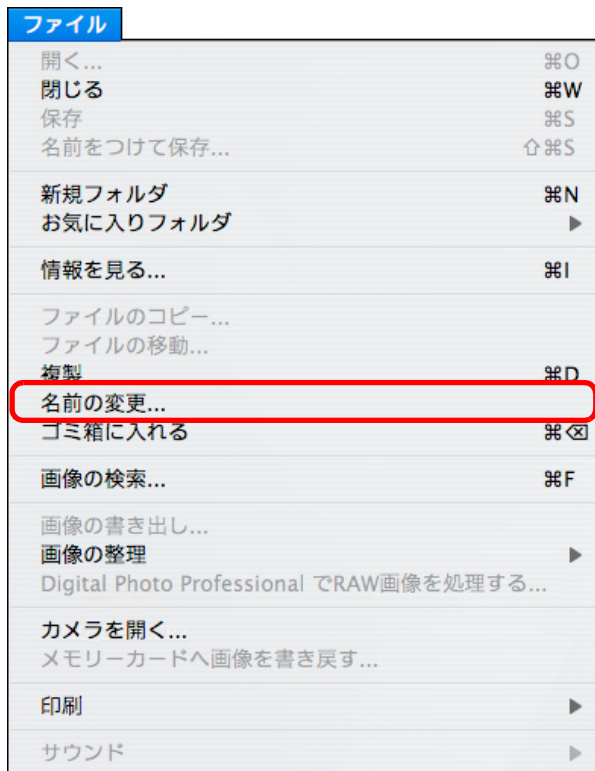 ファイル
開く... ⌘O
閉じる ⌘W
保存 ⌘S
名前をつけて保存... ⇧⌘S
新規フォルダ ⌘N
お気に入りフォルダ ▶
情報を見る... ⌘I
ファイルのコピー...
ファイルの移動...
複製 ⌘D
名前の変更...
ゴミ箱に入れる ⌘⌫
画像の検索... ⌘F
画像の書き出し...
画像の整理 ▶
Digital Photo Professional でRAW画像を処理する...
カメラを開く...
メモリーカードへ画像を書き戻す...
印刷 ▶
サウンド ▶